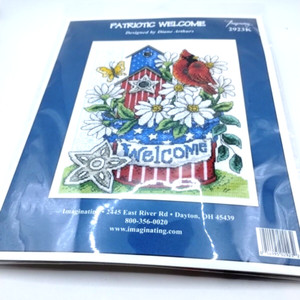 PATRIOTIC WELCOME
Designed by Diane Arthurs
Imaginating
2923R
WELCOME
Imaginating • 2445 East River Rd • Dayton, OH 45439
800-356-0020
www.imaginating.com